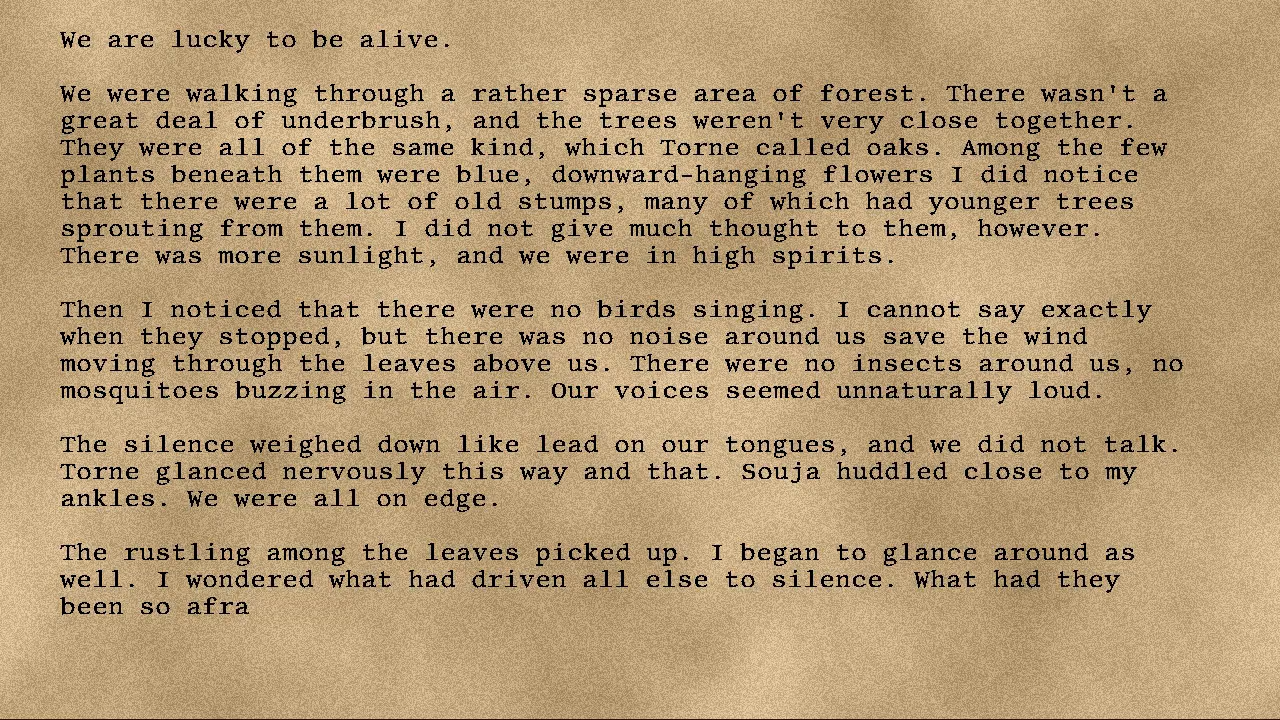 We are lucky to be alive.
We were walking through a rather sparse area of forest. There wasn't a
great deal of underbrush, and the trees weren't very close together.
They were all of the same kind, which Torne called oaks. Among the few
plants beneath them were blue, downward-hanging flowers I did notice
that there were a lot of old stumps, many of which had younger trees
sprouting from them. I did not give much thought to them, however.
There was more sunlight, and we were in high spirits.
Then I noticed that there were no birds singing. I cannot say exactly
when they stopped, but there was no noise around us save the wind
moving through the leaves above us. There were no insects around us, no
mosquitoes buzzing in the air. Our voices seemed unnaturally loud.
The silence weighed down like lead on our tongues, and we did not talk.
Torne glanced nervously this way and that. Souja huddled close to my
ankles. We were all on edge.
The rustling among the leaves picked up. I began to glance around as
well. I wondered what had driven all else to silence. What had they
been so afra